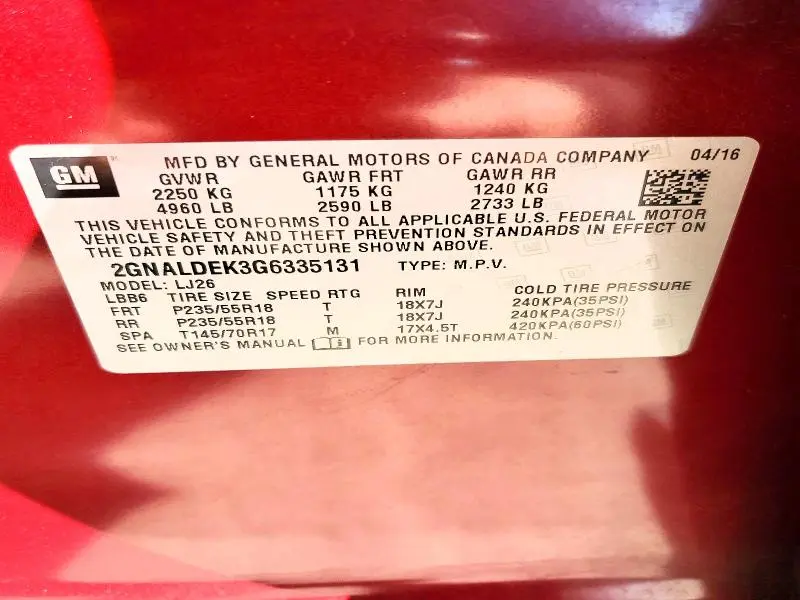 GM MFD BY GENERAL MOTORS OF CANADA COMPANY 04/16
GVWR GAWR FRT GAWR RR
2250 KG 1175 KG 1240 KG
4960 LB 2590 LB 2733 LB
THIS VEHICLE CONFORMS TO ALL APPLICABLE U.S. FEDERAL MOTOR
VEHICLE SAFETY AND THEFT PREVENTION STANDARDS IN EFFECT ON
THE DATE OF MANUFACTURE SHOWN ABOVE.
2GNALDEK3G6335131 TYPE: M.P.V.
MODEL: LJ26
LBB6 TIRE SIZE SPEED RTG RIM COLD TIRE PRESSURE
FRT P235/55R18 T 18X7J 240KPA(35PSI)
RR P235/55R18 T 18X7J 240KPA(35PSI)
SPA T145/70R17 M 17X4.5T 420KPA(60PSI)
SEE OWNER'S MANUAL FOR MORE INFORMATION.